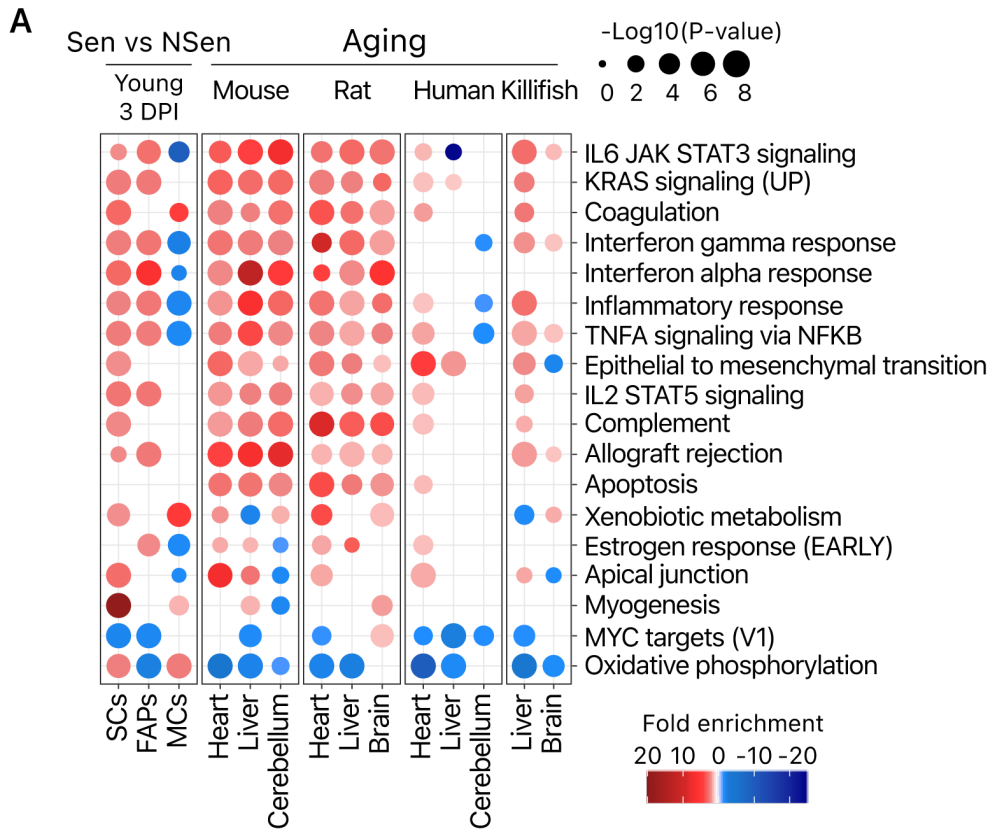 A
Sen vs NSen
Aging
-Log10(P-value)
0 2 4 6 8
Young
3 DPI
Mouse Rat Human Killifish
IL6 JAK STAT3 signaling
KRAS signaling (UP)
Coagulation
Interferon gamma response
Interferon alpha response
Inflammatory response
TNFA signaling via NFKB
Epithelial to mesenchymal transition
IL2 STAT5 signaling
Complement
Allograft rejection
Apoptosis
Xenobiotic metabolism
Estrogen response (EARLY)
Apical junction
Myogenesis
MYC targets (V1)
Oxidative phosphorylation
SCs
FAPs
MCs
Heart
Liver
Cerebellum
Heart
Liver
Brain
Heart
Liver
Cerebellum
Liver
Brain
Fold enrichment
20 10 0 -10 -20